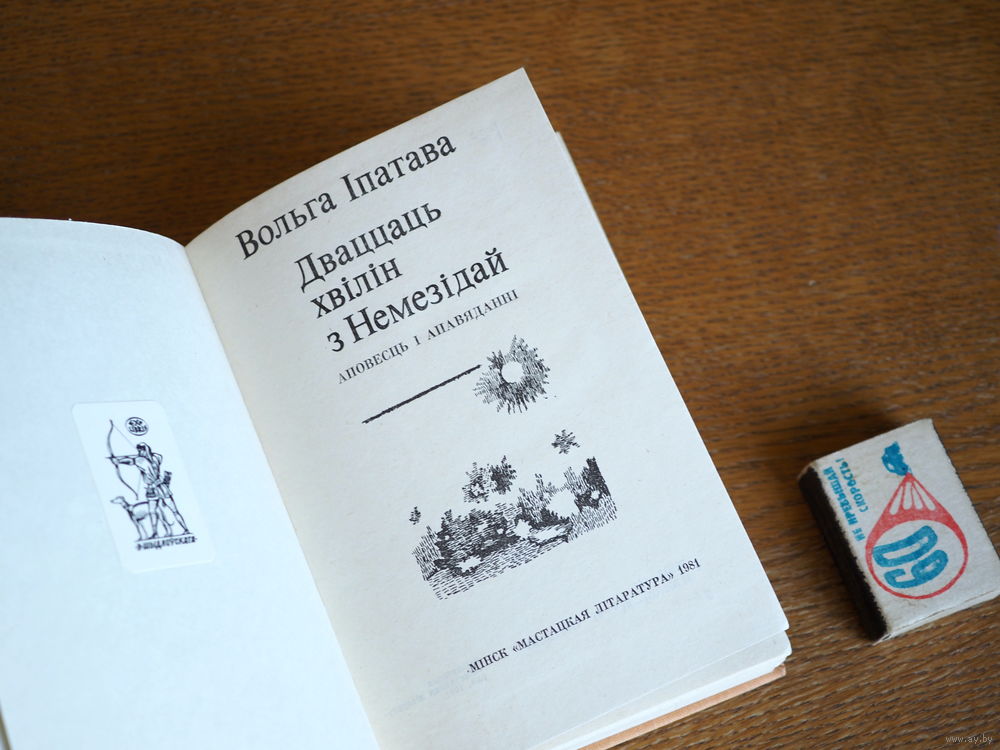 Вольга Іпатава
Дваццаць
хвілін
з Немезідай
АПОВЕСЦЬ І АПАВЯДАННІ
МІНСК «МАСТАЦКАЯ ЛІТАРАТУРА» 1981
НЕ ПРЕВЫШАЙ
СКОРОСТЬ!
60
www.ay.by